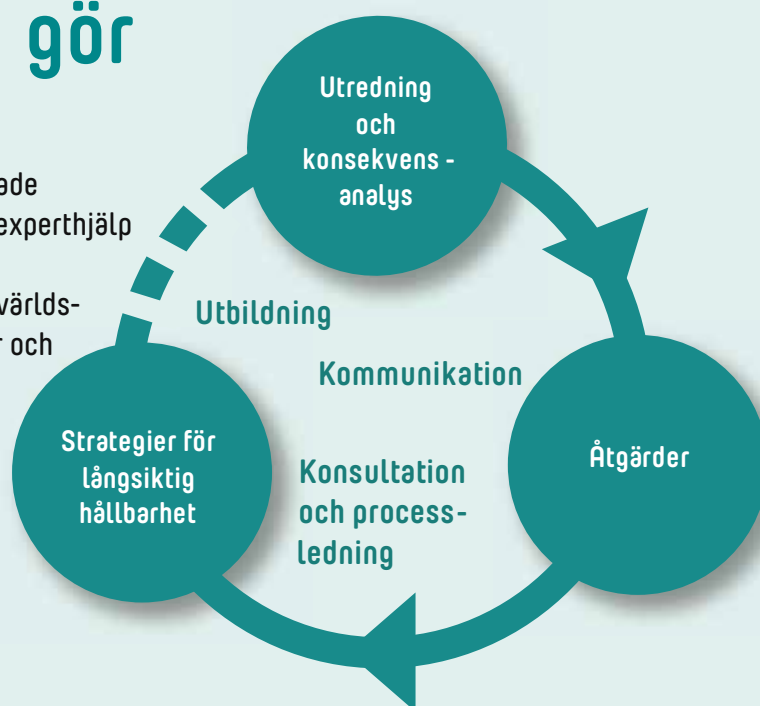 gör
ade
experthjälp
världs-
r och
Utredning
och
konsekvens -
analys
Utbildning
Kommunikation
Konsultation
och process-
ledning
Strategier för
långsiktig
hållbarhet
Åtgärder